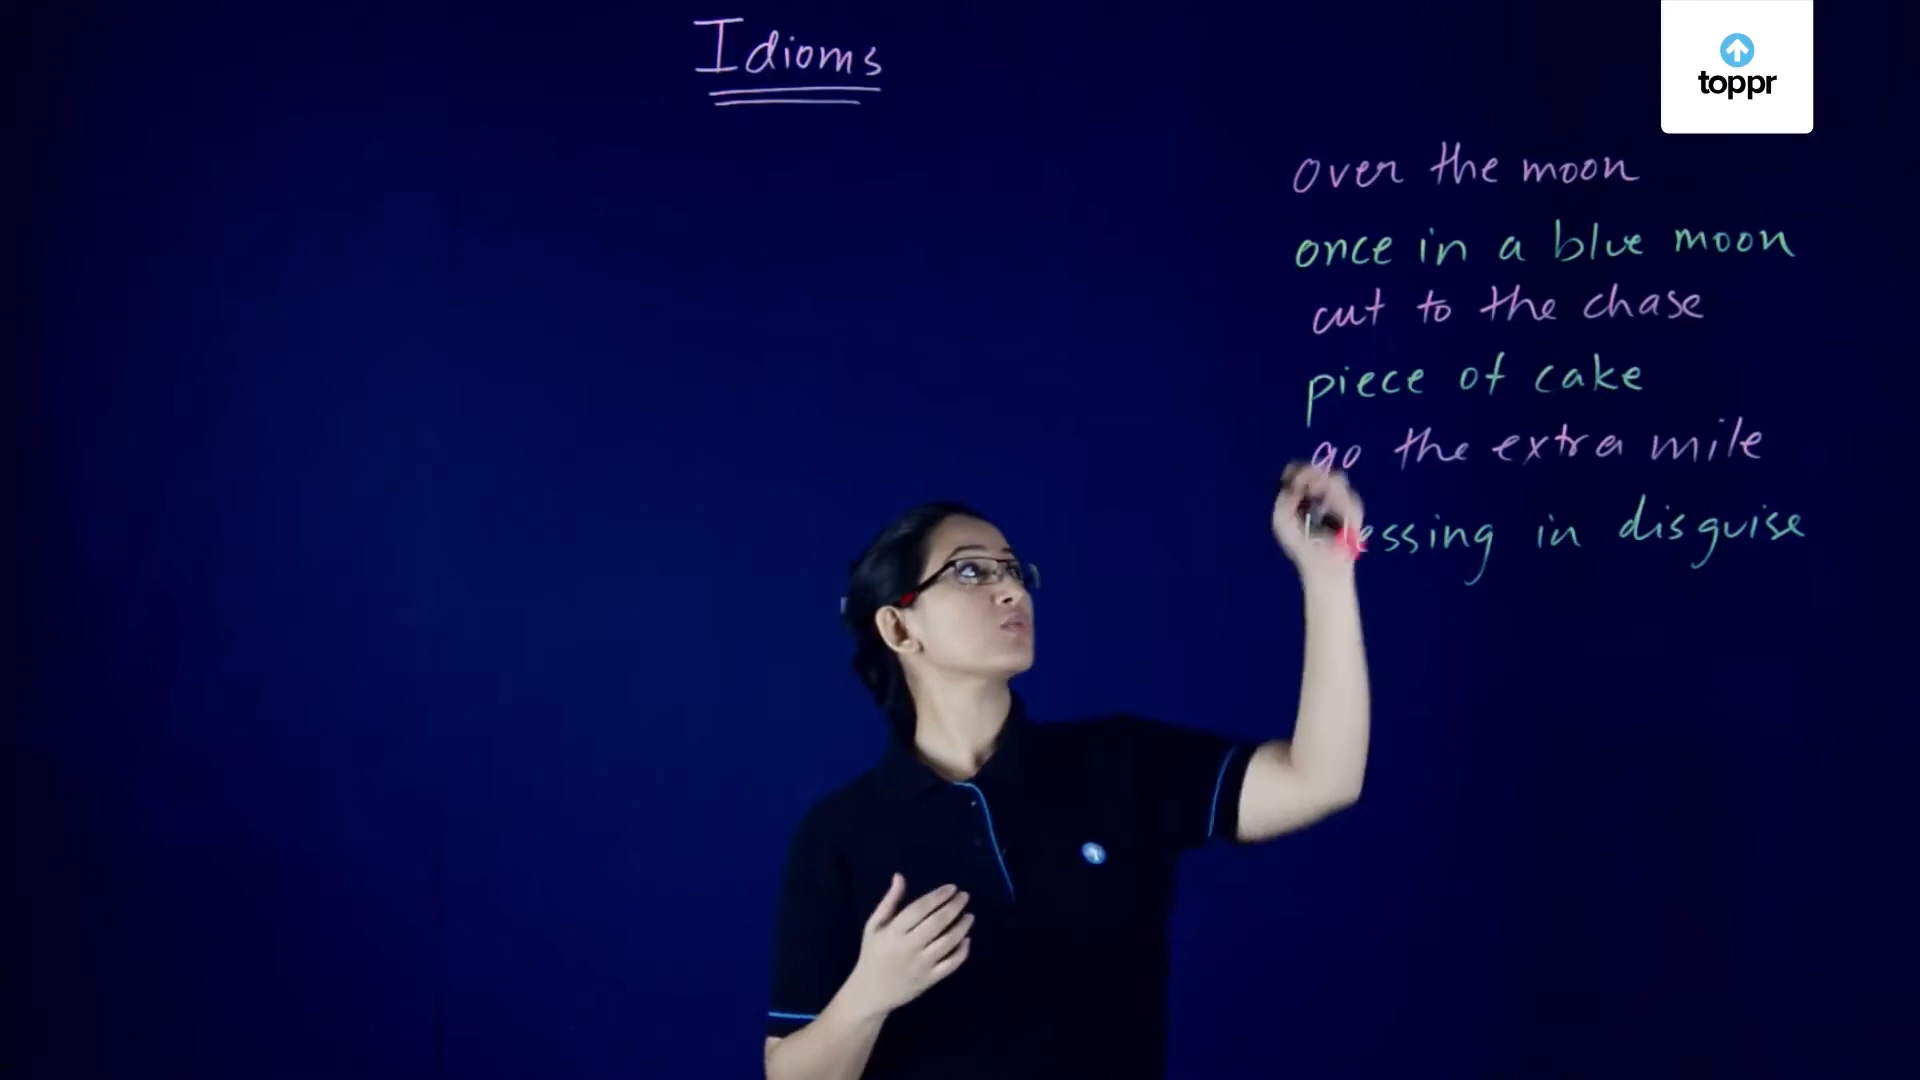 Idioms
toppr
over the moon
once in a blue moon
cut to the chase
piece of cake
go the extra mile
blessing in disguise